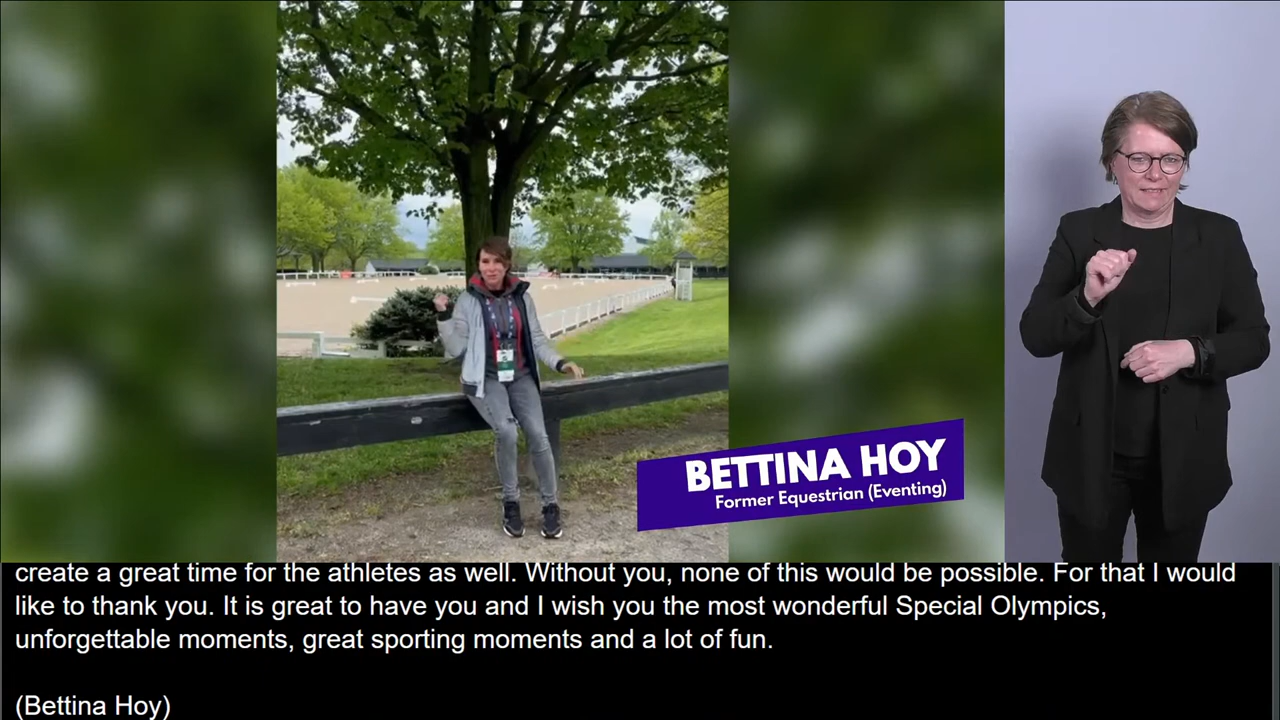 BETTINA HOY
Former Equestrian (Eventing)
create a great time for the athletes as well. Without you, none of this would be possible. For that I would
like to thank you. It is great to have you and I wish you the most wonderful Special Olympics,
unforgettable moments, great sporting moments and a lot of fun.
(Bettina Hoy)